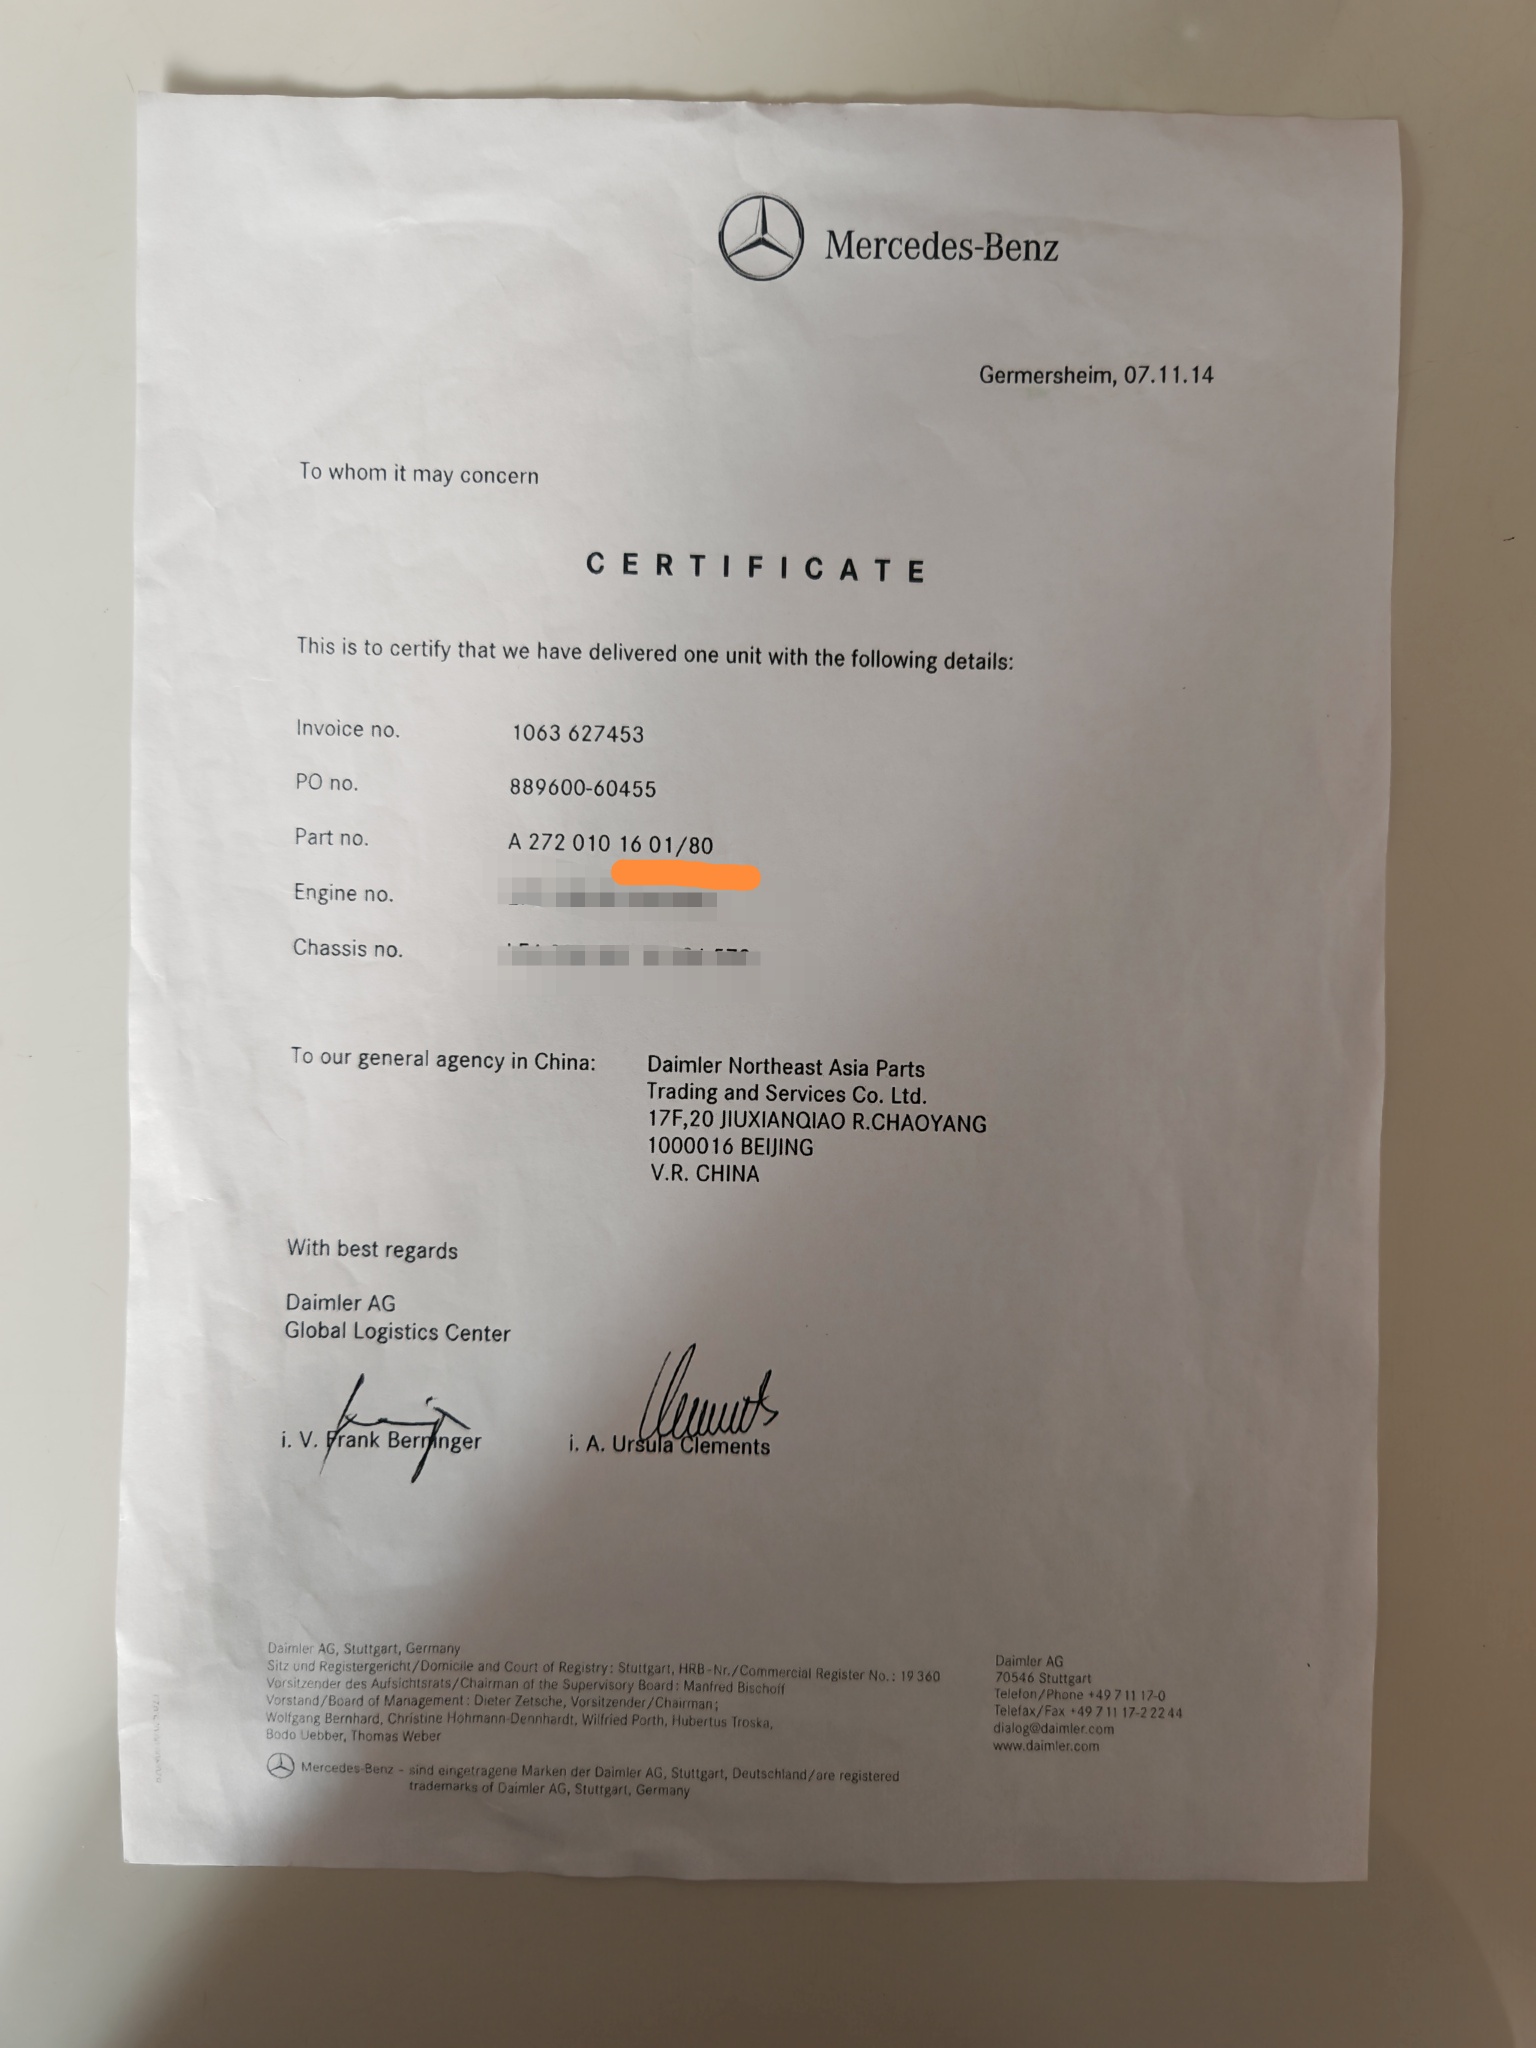 Mercedes-Benz
Germersheim, 07.11.14
To whom it may concern
CERTIFICATE
This is to certify that we have delivered one unit with the following details:
Invoice no. 1063 627453
PO no. 889600-60455
Part no. A 272 010 16 01/80
Engine no.
Chassis no.
To our general agency in China: Daimler Northeast Asia Parts
Trading and Services Co. Ltd.
17F,20 JIUXIANQIAO R.CHAOYANG
1000016 BEIJING
V.R. CHINA
With best regards
Daimler AG
Global Logistics Center
i. V. Frank Berninger i. A. Ursula Clements
Daimler AG, Stuttgart, Germany
Sitz und Registergericht/Domicile and Court of Registry: Stuttgart, HRB-Nr./Commercial Register No.: 19 360
Vorsitzender des Aufsichtsrats/Chairman of the Supervisory Board: Manfred Bischoff
Vorstand/Board of Management: Dieter Zetsche, Vorsitzender/Chairman;
Wolfgang Bernhard, Christine Hohmann-Dennhardt, Wilfried Porth, Hubertus Troska,
Bodo Uebber, Thomas Weber
Daimler AG
70546 Stuttgart
Telefon/Phone +49 7 11 17-0
Telefax/Fax +49 7 11 17-2 22 44
dialog@daimler.com
www.daimler.com
Mercedes-Benz - sind eingetragene Marken der Daimler AG, Stuttgart, Deutschland/are registered
trademarks of Daimler AG, Stuttgart, Germany